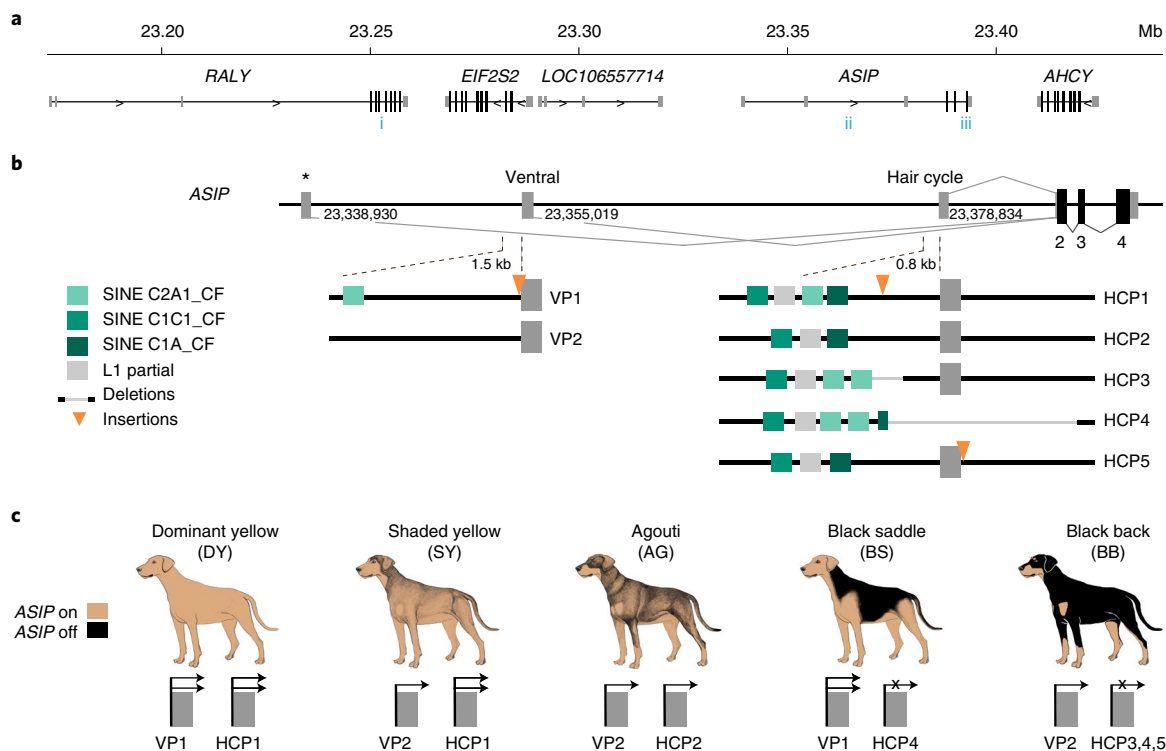 a
23.20 23.25 23.30 23.35 23.40 Mb
RALY EIF2S2 LOC106557714 ASIP AHCY
> > < < > > > <
i ii iii
b
* Ventral Hair cycle
ASIP
23,338,930 23,355,019 23,378,834
2 3 4
1.5 kb 0.8 kb
SINE C2A1_CF
SINE C1C1_CF
SINE C1A_CF
L1 partial
Deletions
Insertions
VP1
VP2
HCP1
HCP2
HCP3
HCP4
HCP5
c
Dominant yellow
(DY)
Shaded yellow
(SY)
Agouti
(AG)
Black saddle
(BS)
Black back
(BB)
ASIP on
ASIP off
x x
VP1 HCP1 VP2 HCP1 VP2 HCP2 VP1 HCP4 VP2 HCP3,4,5